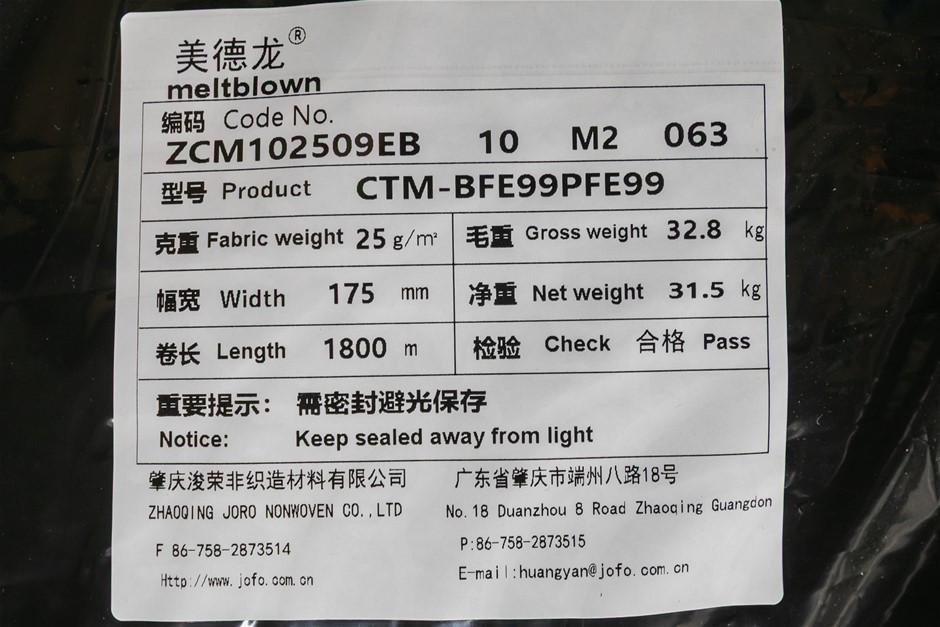 美德龙®
meltblown
编码 Code No.
ZCM102509EB 10 M2 063
型号 Product CTM-BFE99PFE99
克重 Fabric weight 25 g/㎡ 毛重 Gross weight 32.8 kg
幅宽 Width 175 mm 净重 Net weight 31.5 kg
卷长 Length 1800 m 检验 Check 合格 Pass
重要提示： 需密封避光保存
Notice: Keep sealed away from light
肇庆浚荣非织造材料有限公司 广东省肇庆市端州八路18号
ZHAOQING JORO NONWOVEN CO.,LTD No.18 Duanzhou 8 Road Zhaoqing Guangdon
F 86-758-2873514 P:86-758-2873515
Http://www.jofo.com.cn E-mail:huangyan@jofo.com.cn